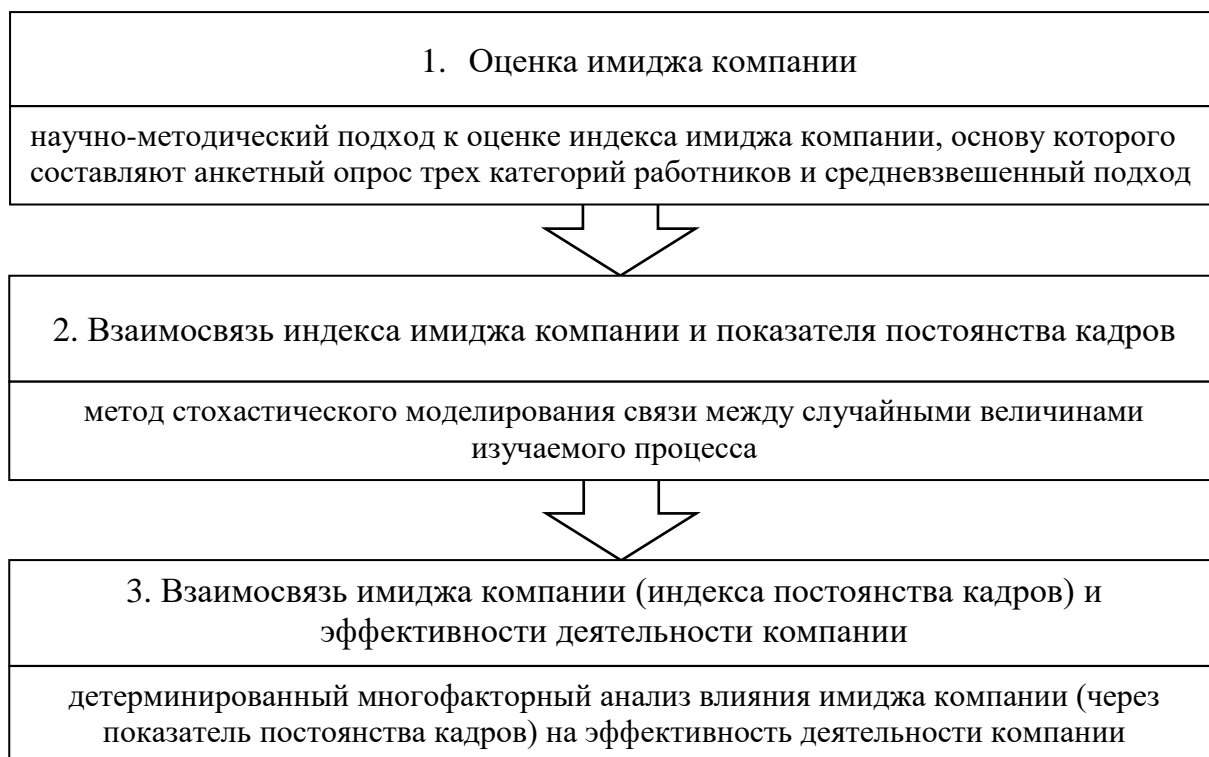 1. Оценка имиджа компании
научно-методический подход к оценке индекса имиджа компании, основу которого
составляют анкетный опрос трех категорий работников и средневзвешенный подход
2. Взаимосвязь индекса имиджа компании и показателя постоянства кадров
метод стохастического моделирования связи между случайными величинами
изучаемого процесса
3. Взаимосвязь имиджа компании (индекса постоянства кадров) и
эффективности деятельности компании
детерминированный многофакторный анализ влияния имиджа компании (через
показатель постоянства кадров) на эффективность деятельности компании